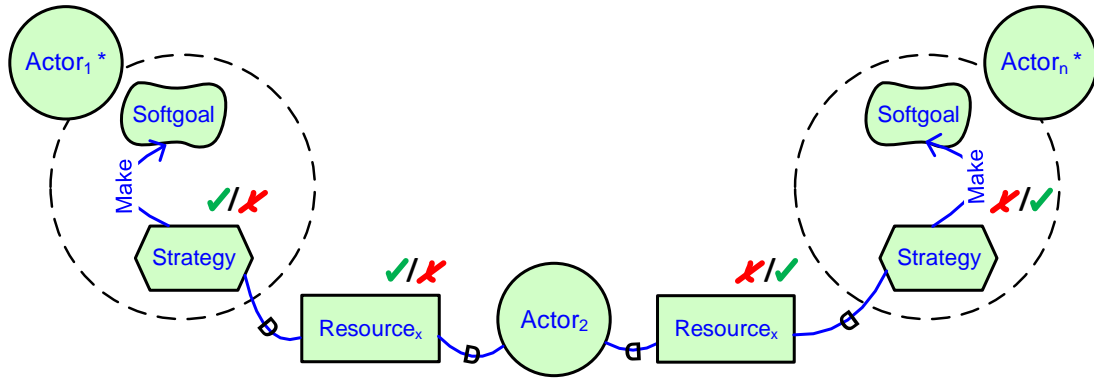 Actor₁ *
Actorₙ *
Softgoal
Softgoal
Make
Make
✓/✗
✗/✓
Strategy
Strategy
✓/✗
✗/✓
Resourceₓ
D
D
Actor₂
D
Resourceₓ
D